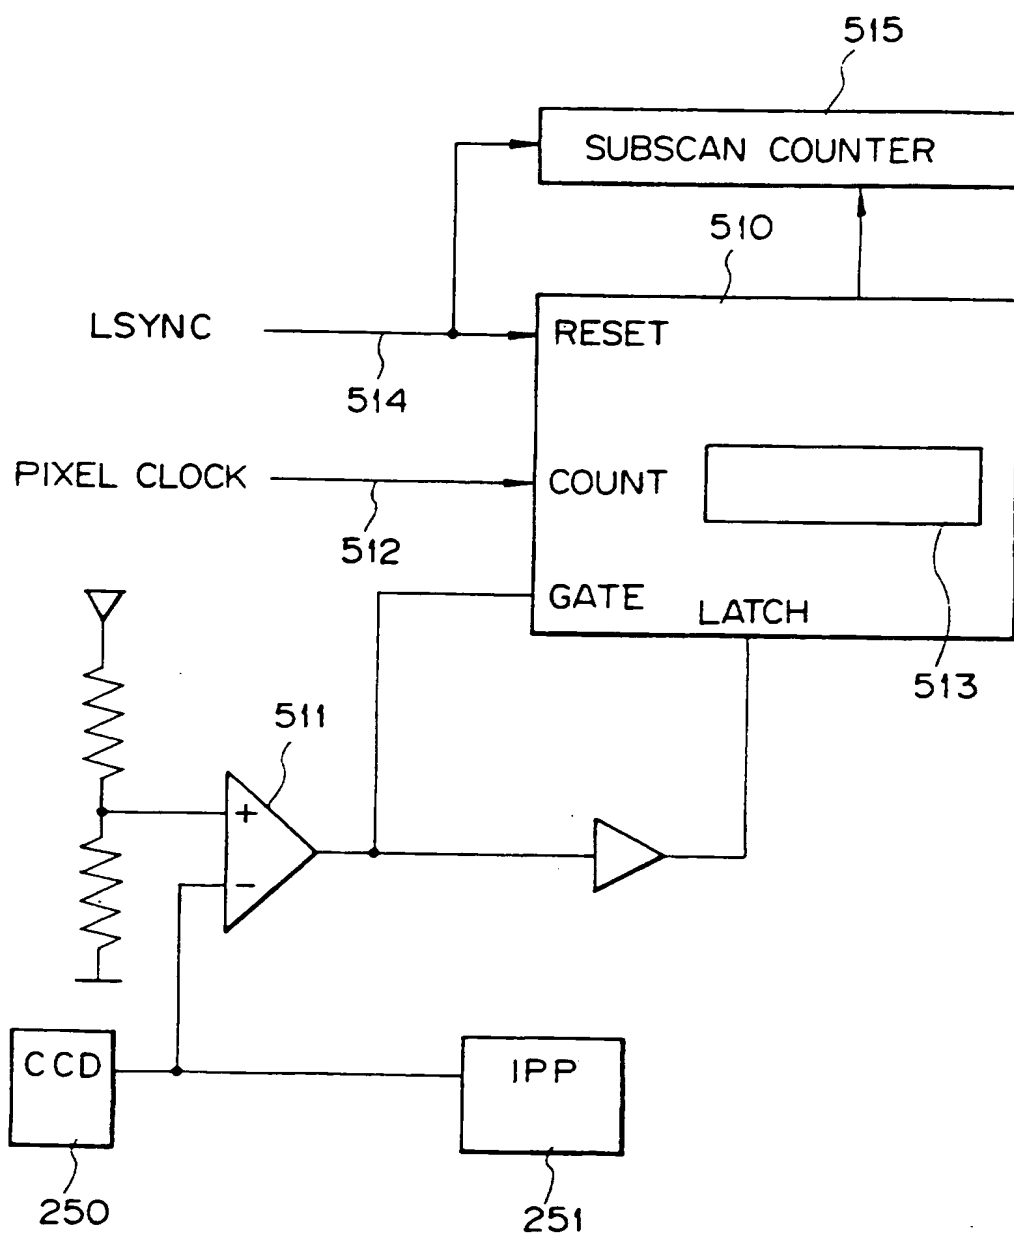 515
SUBSCAN COUNTER
510
LSYNC
RESET
514
PIXEL CLOCK
COUNT
512
GATE
LATCH
513
511
+
-
CCD
IPP
250
251